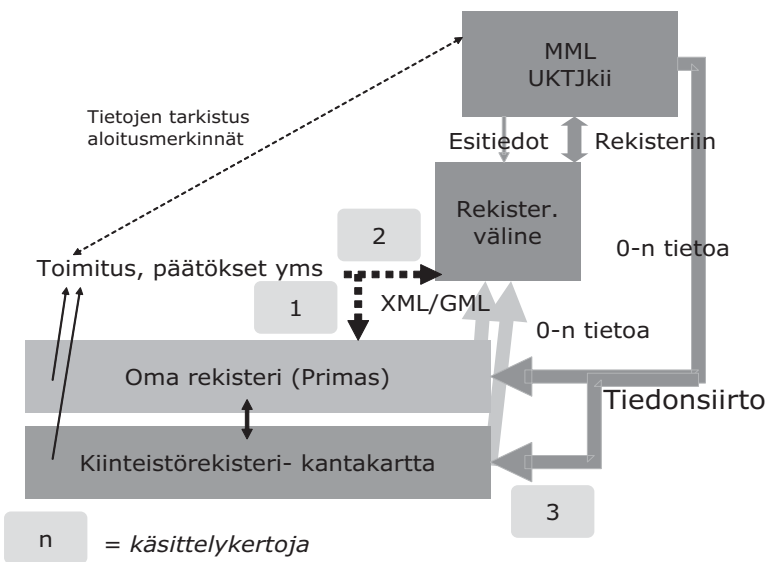 MML
UKTJkii
Tietojen tarkistus
aloitusmerkinnät
Esitiedot
Rekisteriin
Rekister.
väline
2
0-n tietoa
Toimitus, päätökset yms
1
XML/GML
0-n tietoa
Oma rekisteri (Primas)
Tiedonsiirto
Kiinteistörekisteri- kantakartta
3
n
= käsittelykertoja